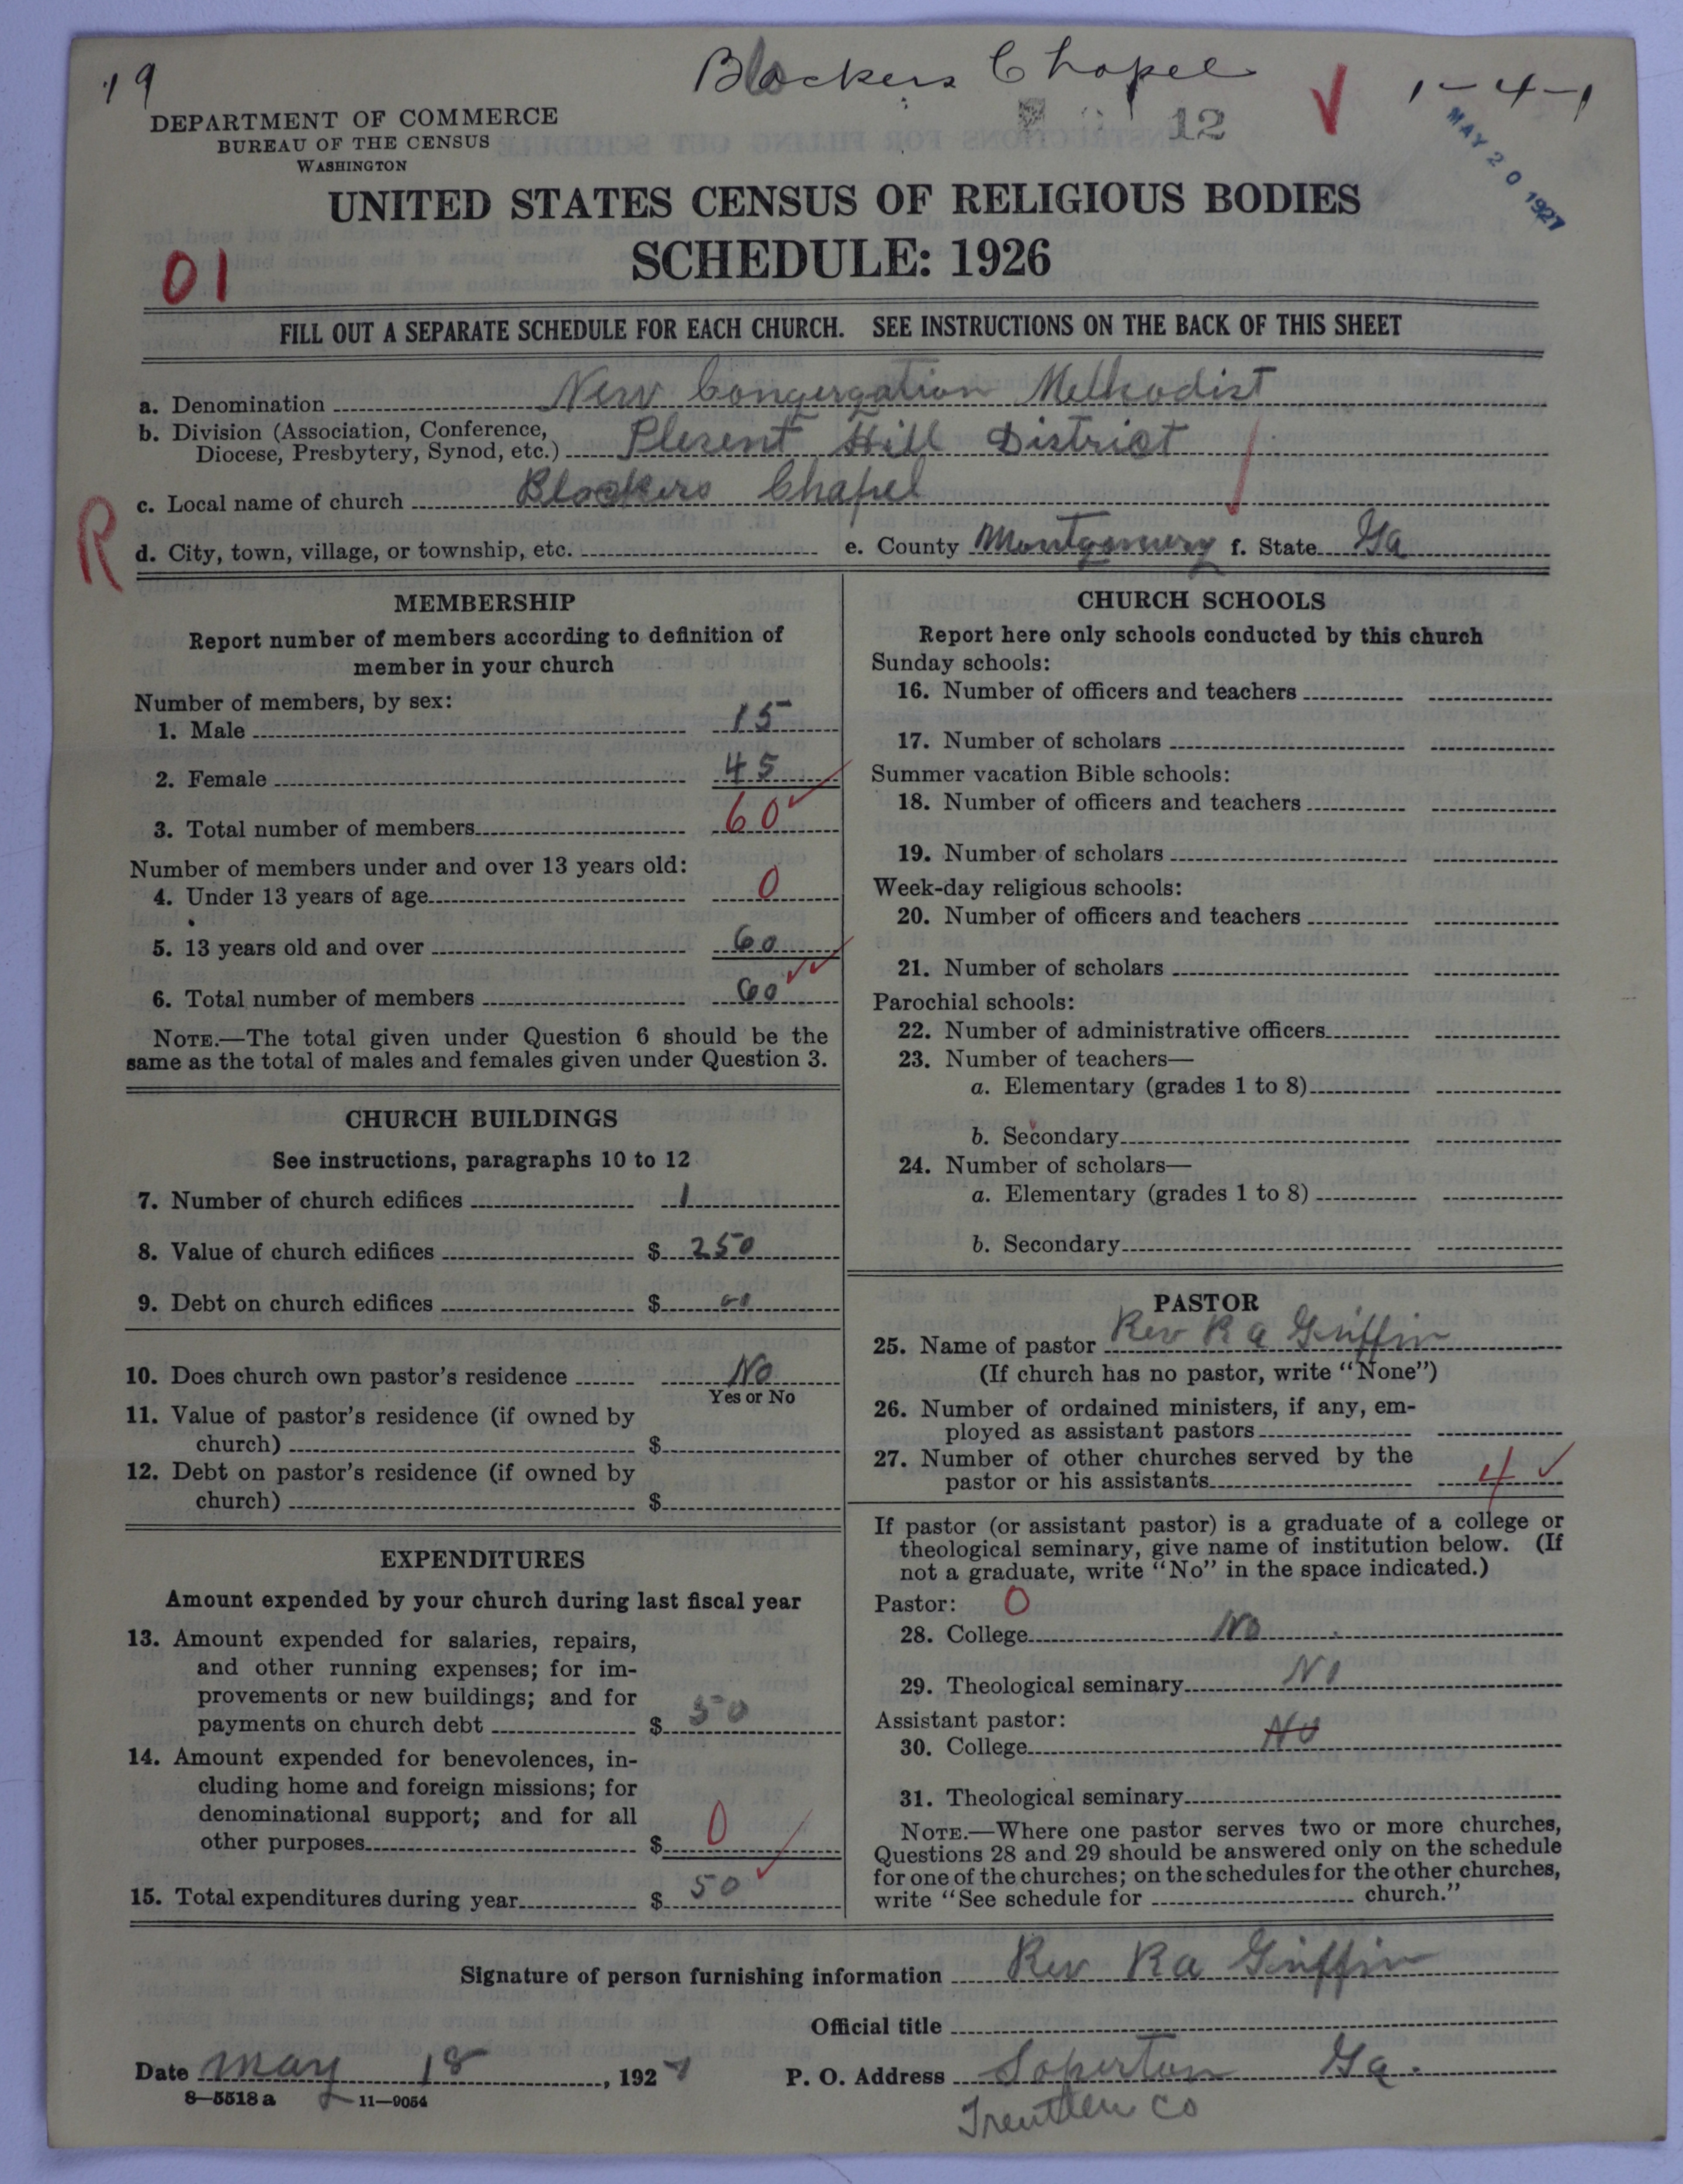 19
Blackers Chapel
12
1-4-1
MAY 20 1927
DEPARTMENT OF COMMERCE
BUREAU OF THE CENSUS
WASHINGTON
UNITED STATES CENSUS OF RELIGIOUS BODIES
SCHEDULE: 1926
01
FILL OUT A SEPARATE SCHEDULE FOR EACH CHURCH. SEE INSTRUCTIONS ON THE BACK OF THIS SHEET
a. Denomination New Congergation Methodist
b. Division (Association, Conference,
Diocese, Presbytery, Synod, etc.) Plesent Hill District
c. Local name of church Blackers Chapel
R
d. City, town, village, or township, etc. e. County Montgomery f. State Ga
MEMBERSHIP
Report number of members according to definition of
member in your church
Number of members, by sex:
1. Male 15
2. Female 45
3. Total number of members 60
Number of members under and over 13 years old:
4. Under 13 years of age 0
5. 13 years old and over 60
6. Total number of members 60
NOTE.—The total given under Question 6 should be the
same as the total of males and females given under Question 3.
CHURCH BUILDINGS
See instructions, paragraphs 10 to 12
7. Number of church edifices 1
8. Value of church edifices $ 250
9. Debt on church edifices $
10. Does church own pastor's residence No
Yes or No
11. Value of pastor's residence (if owned by
church) $
12. Debt on pastor's residence (if owned by
church) $
EXPENDITURES
Amount expended by your church during last fiscal year
13. Amount expended for salaries, repairs,
and other running expenses; for im-
provements or new buildings; and for
payments on church debt $ 50
14. Amount expended for benevolences, in-
cluding home and foreign missions; for
denominational support; and for all
other purposes $ 0
15. Total expenditures during year $ 50
CHURCH SCHOOLS
Report here only schools conducted by this church
Sunday schools:
16. Number of officers and teachers
17. Number of scholars
Summer vacation Bible schools:
18. Number of officers and teachers
19. Number of scholars
Week-day religious schools:
20. Number of officers and teachers
21. Number of scholars
Parochial schools:
22. Number of administrative officers
23. Number of teachers—
a. Elementary (grades 1 to 8)
b. Secondary
24. Number of scholars—
a. Elementary (grades 1 to 8)
b. Secondary
PASTOR
25. Name of pastor Rev R a Griffin
(If church has no pastor, write "None")
26. Number of ordained ministers, if any, em-
ployed as assistant pastors
27. Number of other churches served by the
pastor or his assistants 4
If pastor (or assistant pastor) is a graduate of a college or
theological seminary, give name of institution below. (If
not a graduate, write "No" in the space indicated.)
Pastor: 0
28. College No
29. Theological seminary No
Assistant pastor:
30. College No
31. Theological seminary
NOTE.—Where one pastor serves two or more churches,
Questions 28 and 29 should be answered only on the schedule
for one of the churches; on the schedules for the other churches,
write "See schedule for church."
Signature of person furnishing information Rev R a Griffin
Official title
Date May 18, 1927 P. O. Address Soperton Ga.
8—5518 a 11—9054
Treutlen Co